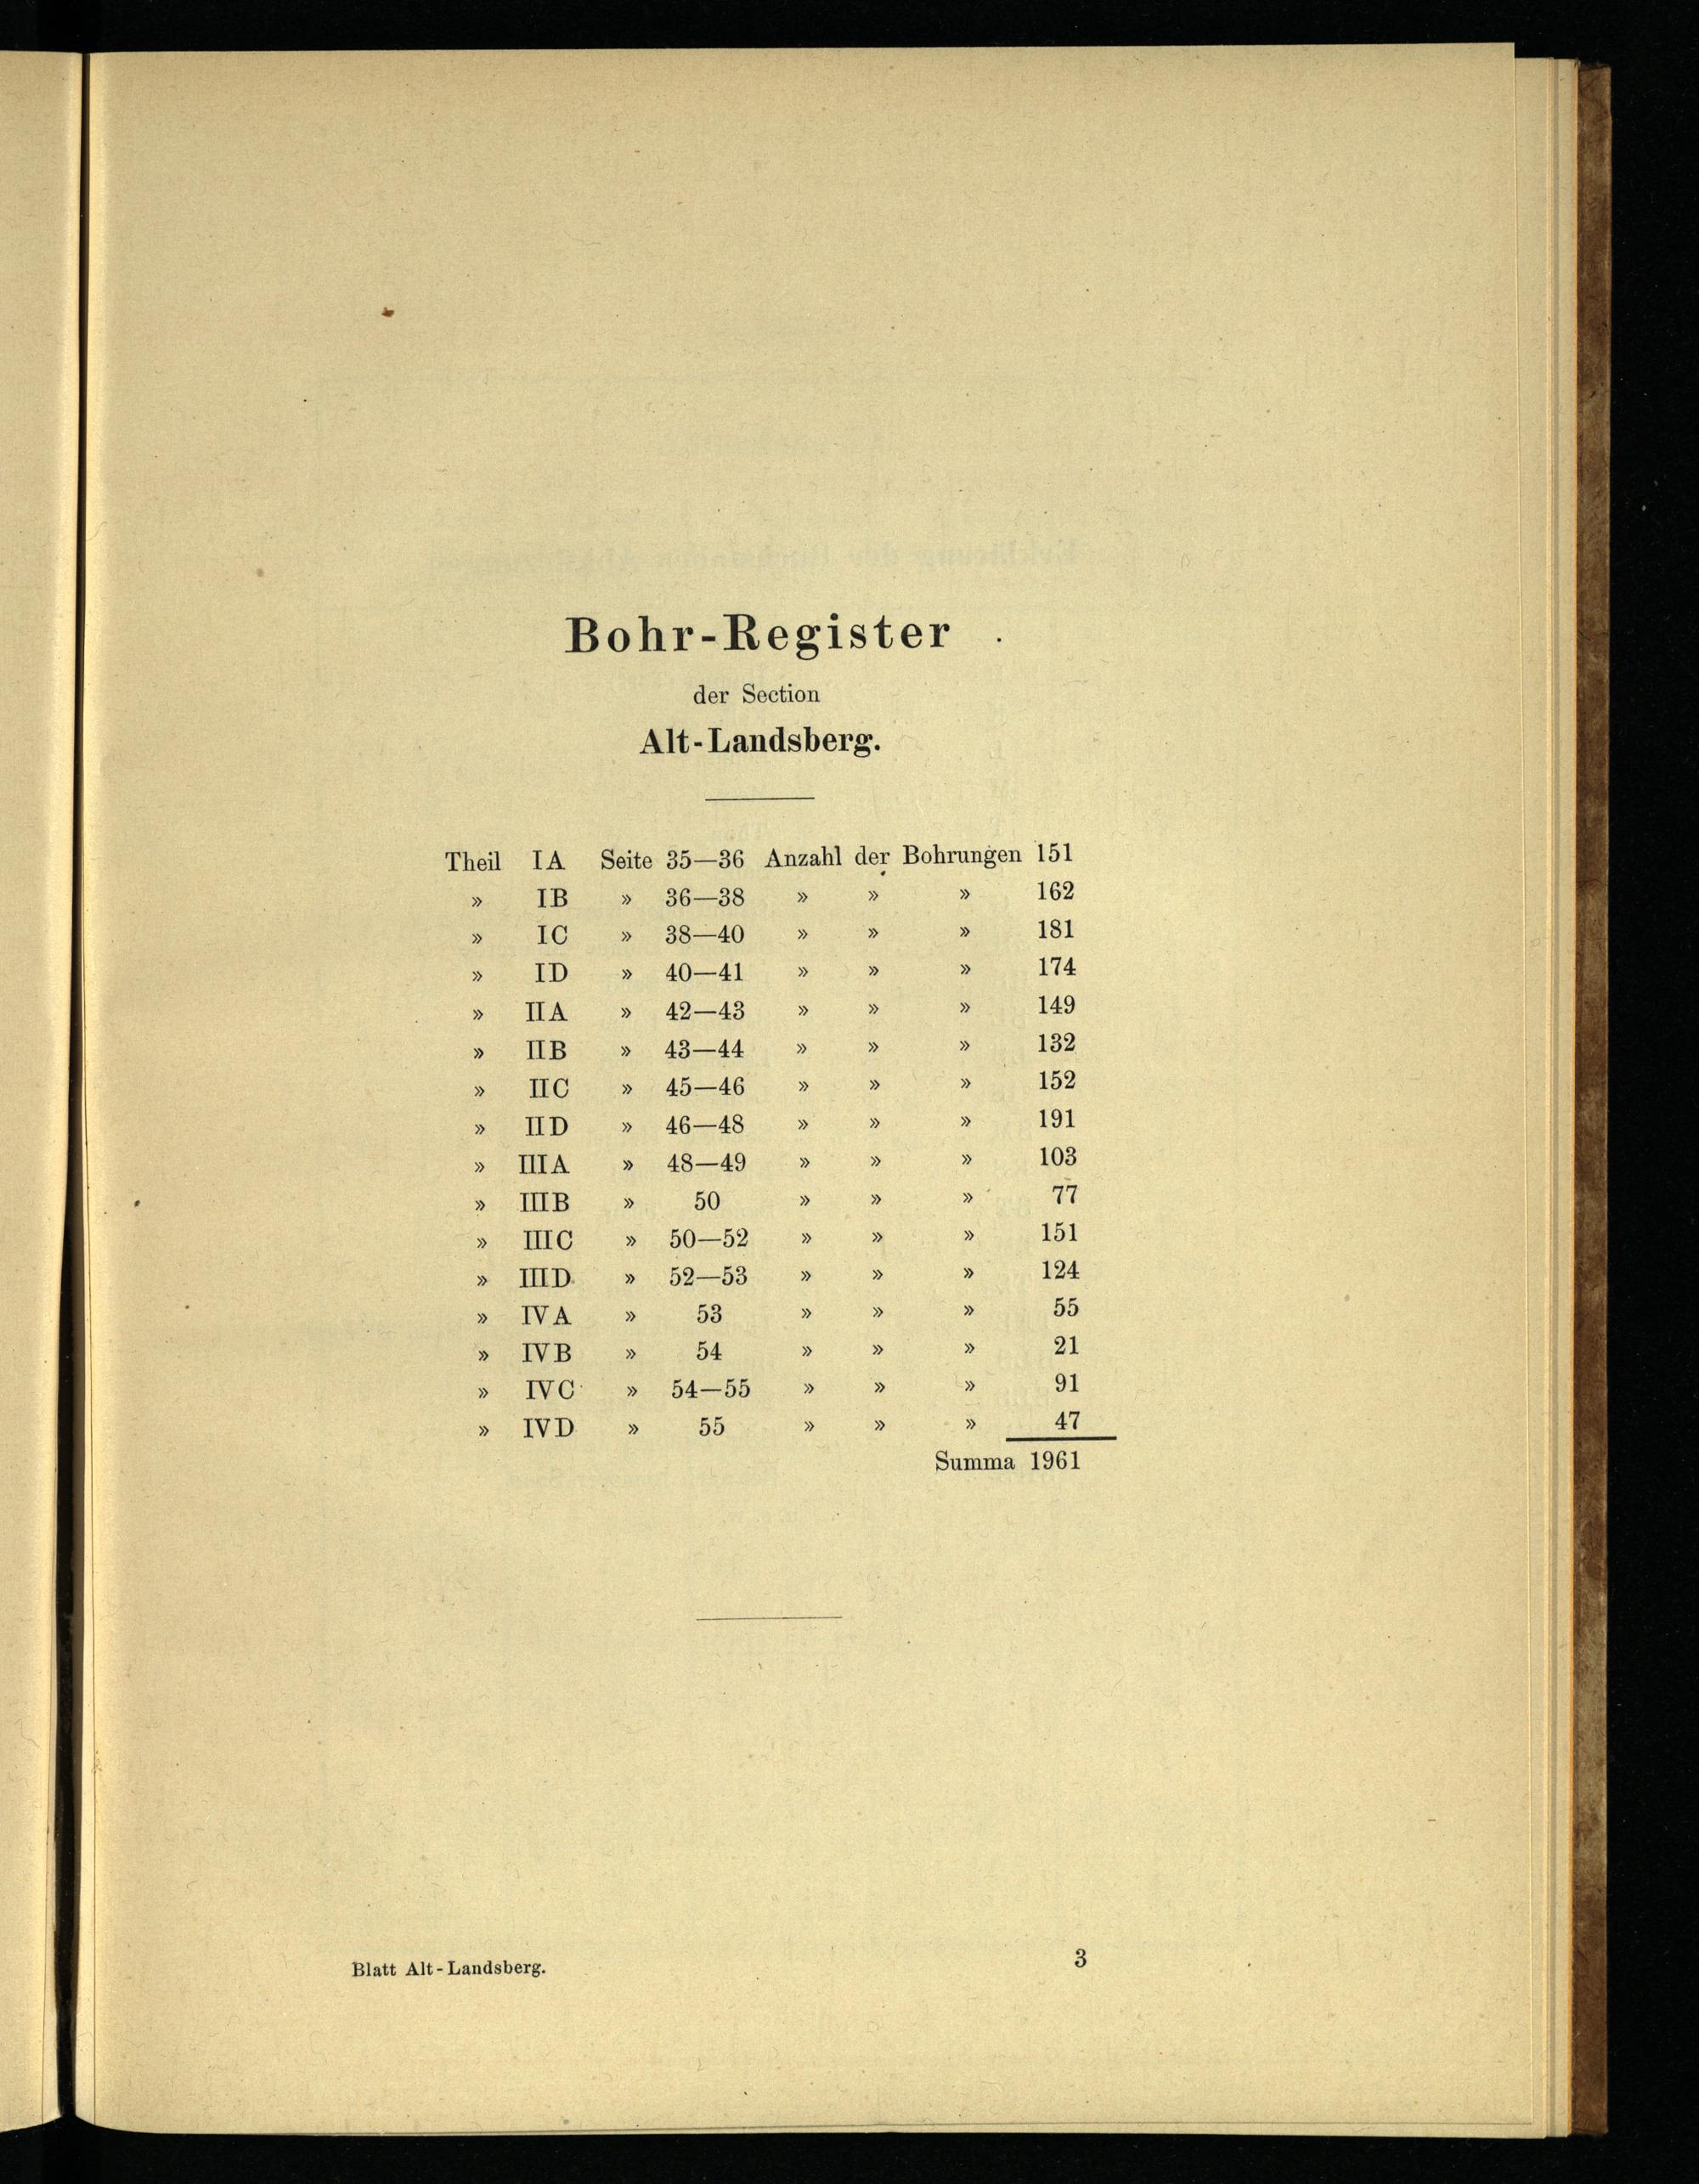 Bohr-Register
der Section
Alt-Landsberg.
Theil IA Seite 35—36 Anzahl der Bohrungen 151
» IB » 36—38 » » » 162
» IC » 38—40 » » » 181
» ID » 40—41 » » » 174
» IIA » 42—43 » » » 149
» IIB » 43—44 » » » 132
» IIC » 45—46 » » » 152
» IID » 46—48 » » » 191
» IIIA » 48—49 » » » 103
» IIIB » 50 » » » 77
» IIIC » 50—52 » » » 151
» IIID » 52—53 » » » 124
» IVA » 53 » » » 55
» IVB » 54 » » » 21
» IVC » 54—55 » » » 91
» IVD » 55 » » » 47
Summa 1961
Blatt Alt-Landsberg. 3